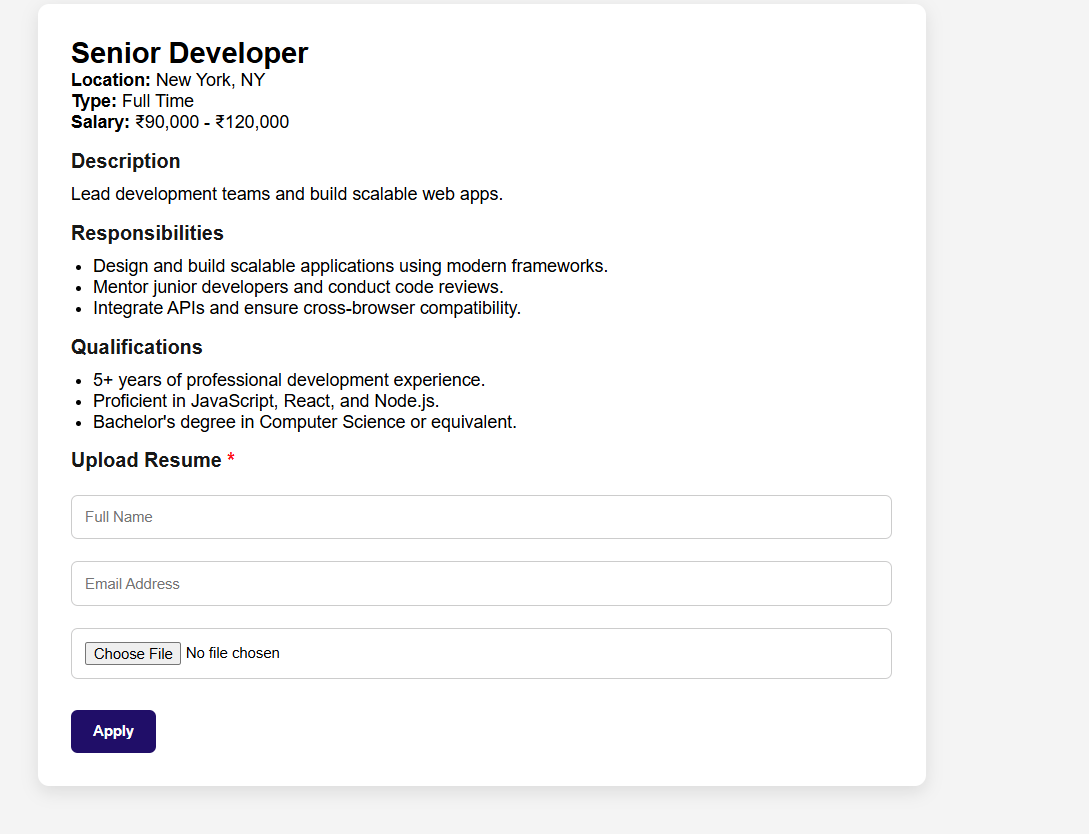 Senior Developer
Location: New York, NY
Type: Full Time
Salary: ₹90,000 - ₹120,000
Description
Lead development teams and build scalable web apps.
Responsibilities
• Design and build scalable applications using modern frameworks.
• Mentor junior developers and conduct code reviews.
• Integrate APIs and ensure cross-browser compatibility.
Qualifications
• 5+ years of professional development experience.
• Proficient in JavaScript, React, and Node.js.
• Bachelor's degree in Computer Science or equivalent.
Upload Resume *
Full Name
Email Address
Choose File No file chosen
Apply